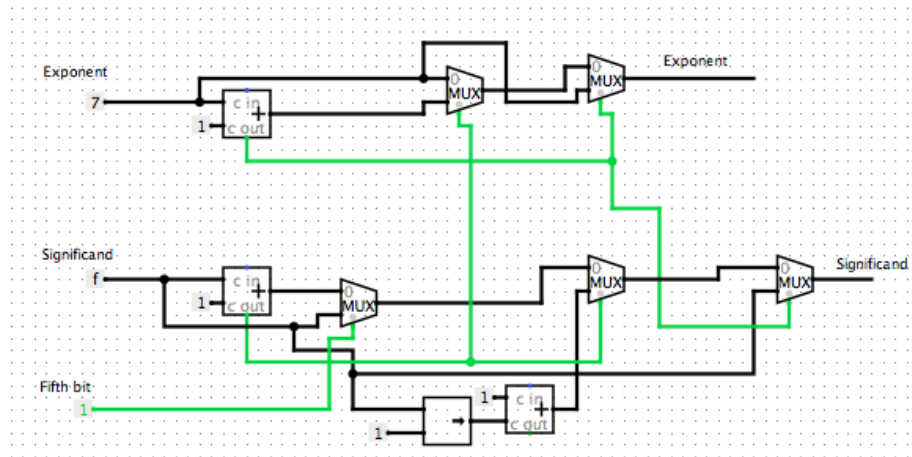 Exponent
Exponent
0
0
MUX
7
c in
MUX
+
1
c out
Significand
Significand
0
0
f
c in
0
MUX
MUX
+
1
c out
MUX
Fifth bit
1
1
c in
+
1
c out